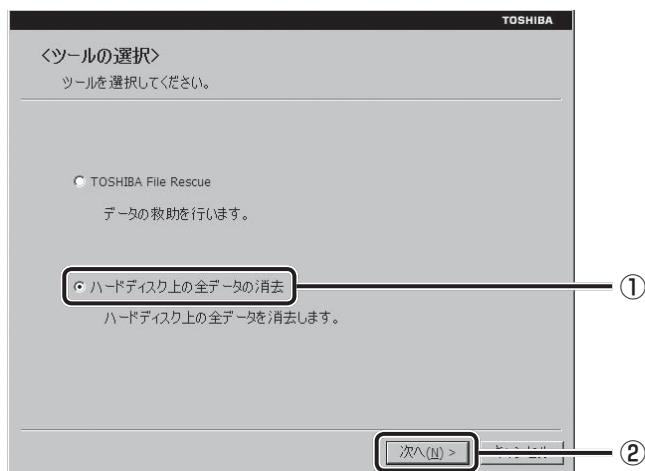 TOSHIBA
<ツールの選択>
ツールを選択してください。
TOSHIBA File Rescue
データの救助を行います。
ハードディスク上の全データの消去
①
ハードディスク上の全データを消去します。
次へ(N) >
②